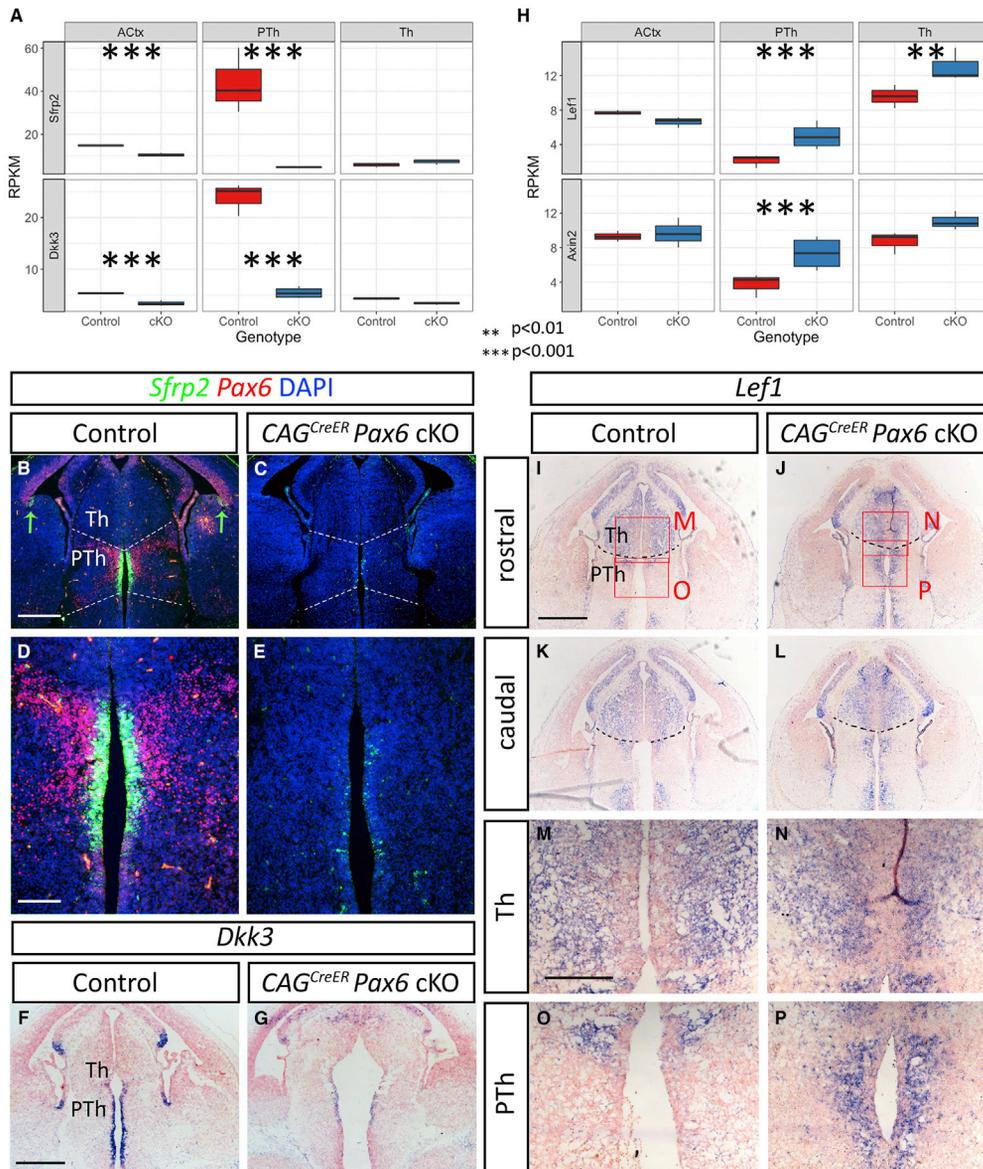 A
ACtx PTh Th
Sfrp2
*** ***
60
40
20
RPKM
Dkk3
*** ***
20
10
Control cKO Control cKO Control cKO
Genotype
H
ACtx PTh Th
Lef1
*** **
12
8
4
RPKM
Axin2
***
12
8
4
Control cKO Control cKO Control cKO
Genotype
** p<0.01
*** p<0.001
Sfrp2 Pax6 DAPI
Control CAGCreER Pax6 cKO
B Th PTh
C
D
E
Dkk3
Control CAGCreER Pax6 cKO
F Th PTh
G
Lef1
Control CAGCreER Pax6 cKO
rostral
I Th PTh M O
J N P
caudal
K
L
Th
M
N
PTh
O
P